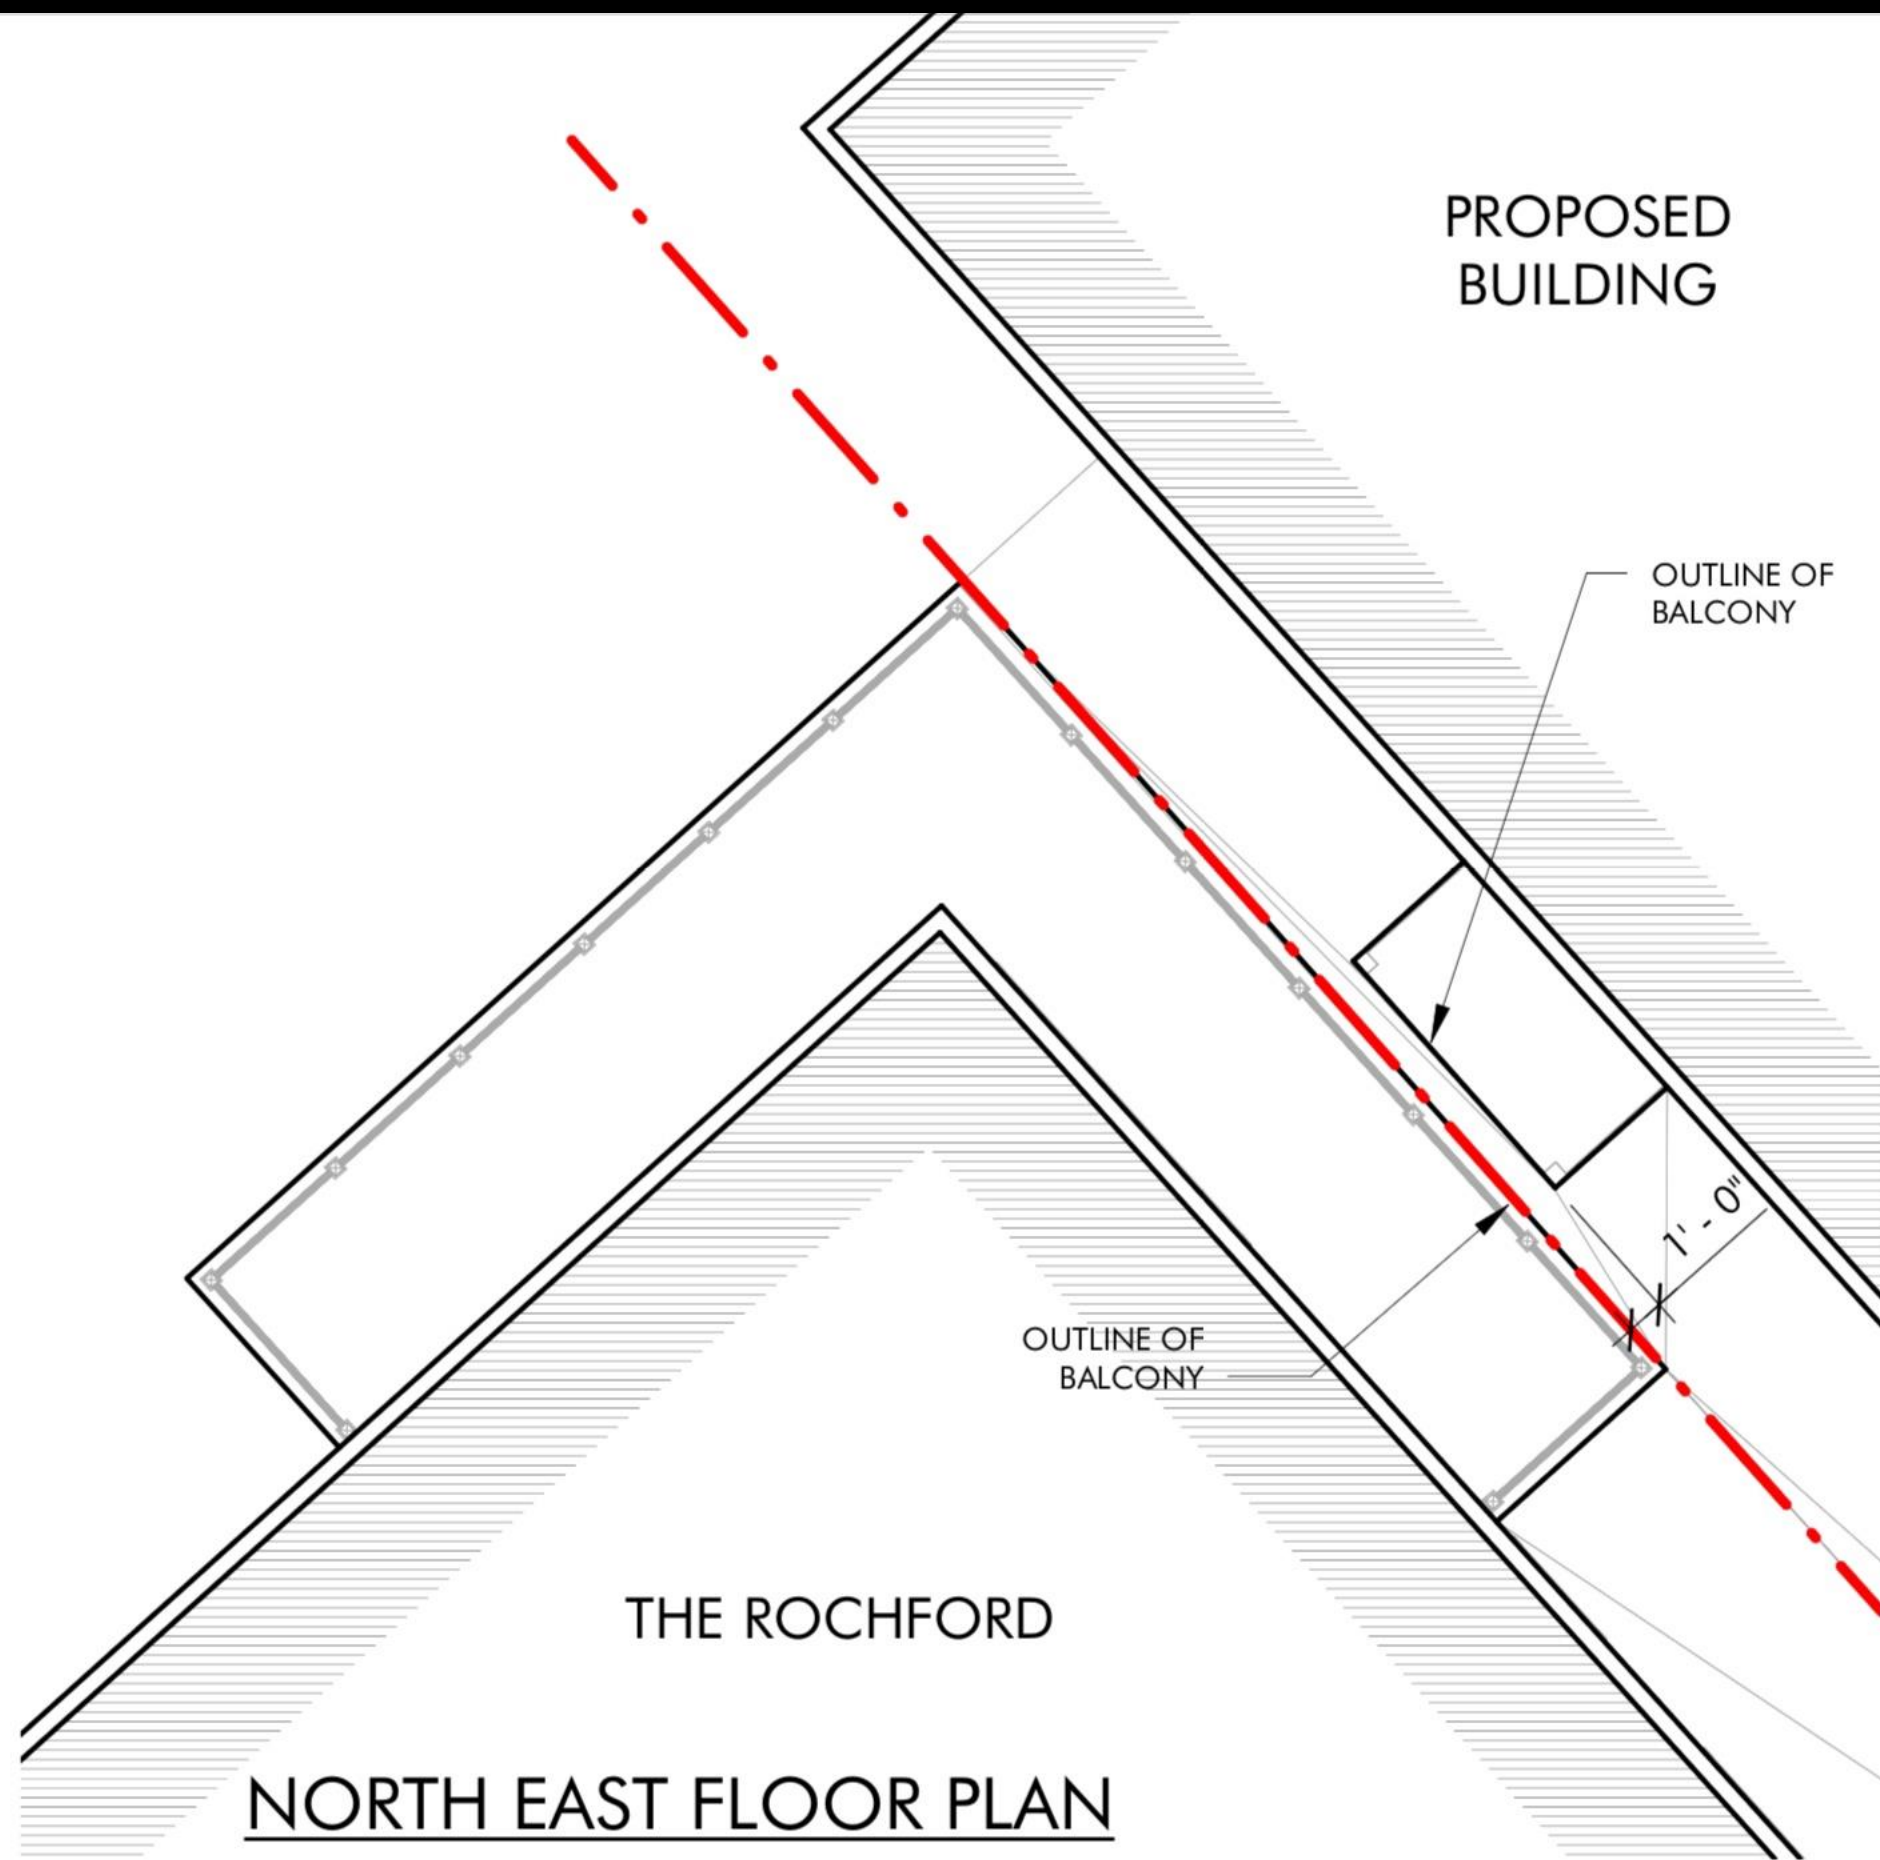 PROPOSED
BUILDING
OUTLINE OF
BALCONY
1' - 0"
OUTLINE OF
BALCONY
THE ROCHFORD
NORTH EAST FLOOR PLAN